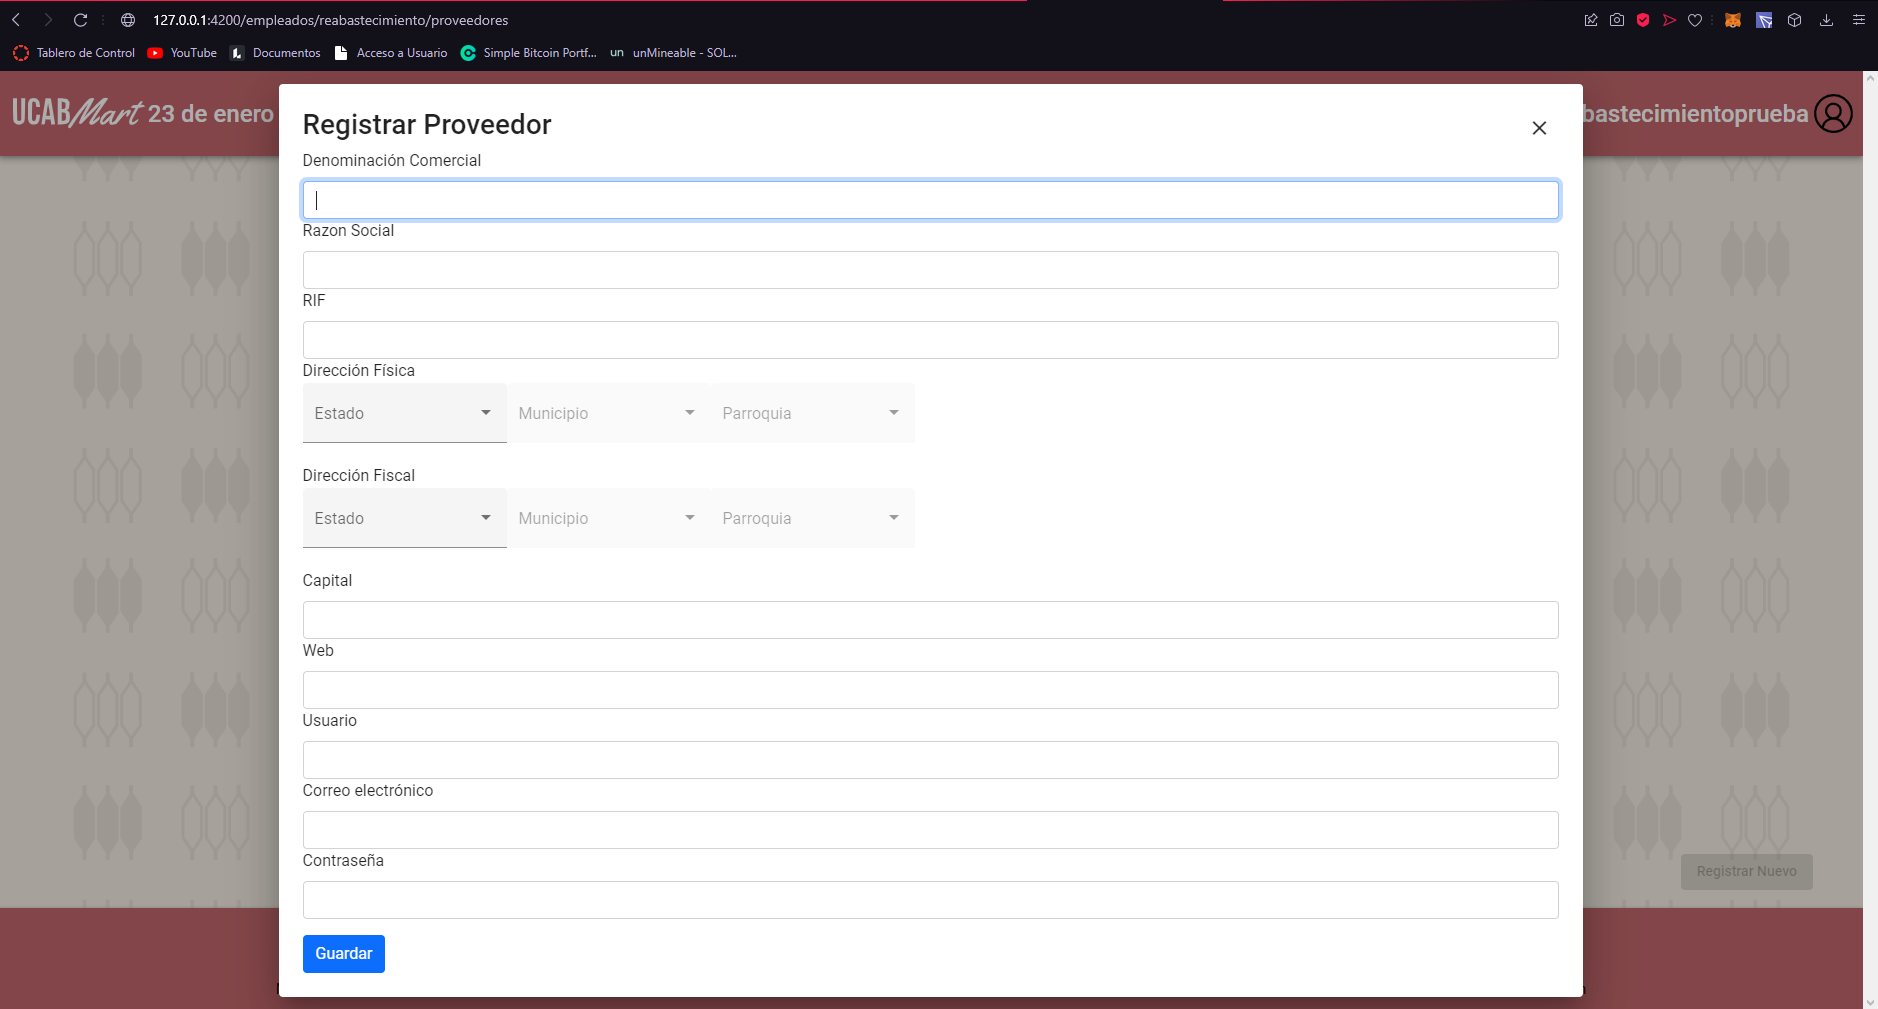 127.0.0.1:4200/empleados/reabastecimiento/proveedores
Tablero de Control YouTube Documentos Acceso a Usuario Simple Bitcoin Portf... un unMineable - SOL...
UCABMart 23 de enero
bastecimientoprueba
Registrar Proveedor
Denominación Comercial
Razon Social
RIF
Dirección Física
Estado Municipio Parroquia
Dirección Fiscal
Estado Municipio Parroquia
Capital
Web
Usuario
Correo electrónico
Contraseña
Registrar Nuevo
Guardar